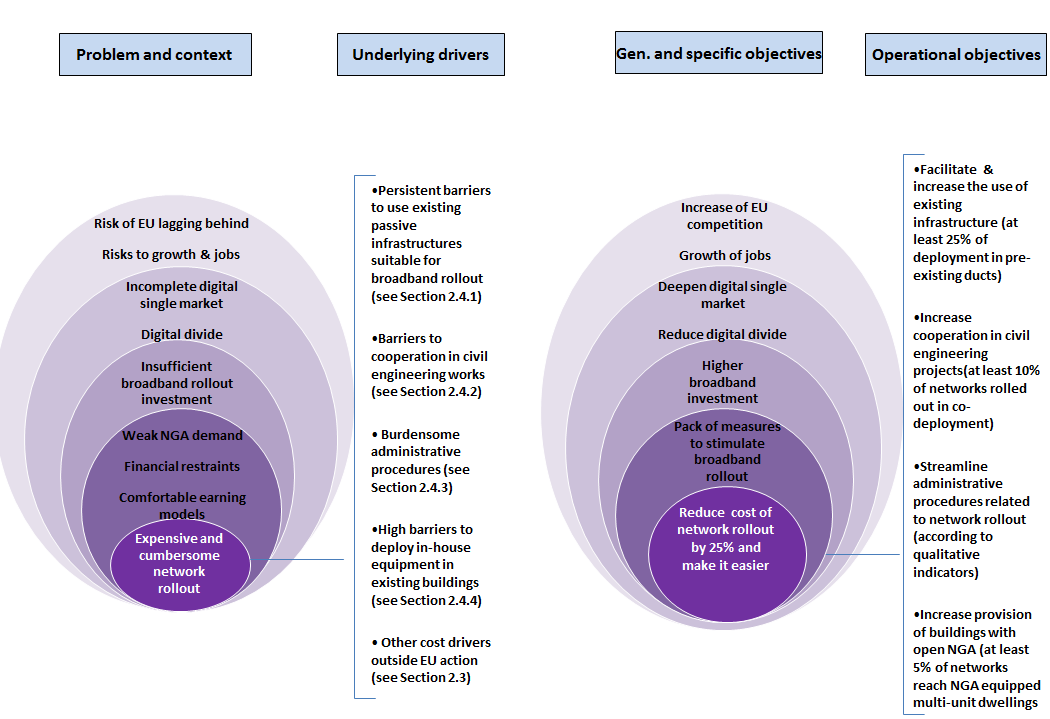 Problem and context
Underlying drivers
Gen. and specific objectives
Operational objectives
Risk of EU lagging behind
Risks to growth & jobs
Incomplete digital
single market
Digital divide
Insufficient
broadband rollout
investment
Weak NGA demand
Financial restraints
Comfortable earning
models
Expensive and
cumbersome
network
rollout
•Persistent barriers
to use existing
passive
infrastructures
suitable for
broadband rollout
(see Section 2.4.1)
•Barriers to
cooperation in civil
engineering works
(see Section 2.4.2)
• Burdensome
administrative
procedures (see
Section 2.4.3)
•High barriers to
deploy in-house
equipment in
existing buildings
(see Section 2.4.4)
• Other cost drivers
outside EU action
(see Section 2.3)
Increase of EU
competition
Growth of jobs
Deepen digital single
market
Reduce digital divide
Higher
broadband
investment
Pack of measures
to stimulate
broadband
rollout
Reduce cost of
network rollout
by 25% and
make it easier
•Facilitate &
increase the use of
existing
infrastructure (at
least 25% of
deployment in pre-
existing ducts)
•Increase
cooperation in civil
engineering
projects(at least 10%
of networks rolled
out in co-
deployment)
•Streamline
administrative
procedures related
to network rollout
(according to
qualitative
indicators)
•Increase provision
of buildings with
open NGA (at least
5% of networks
reach NGA equipped
multi-unit dwellings